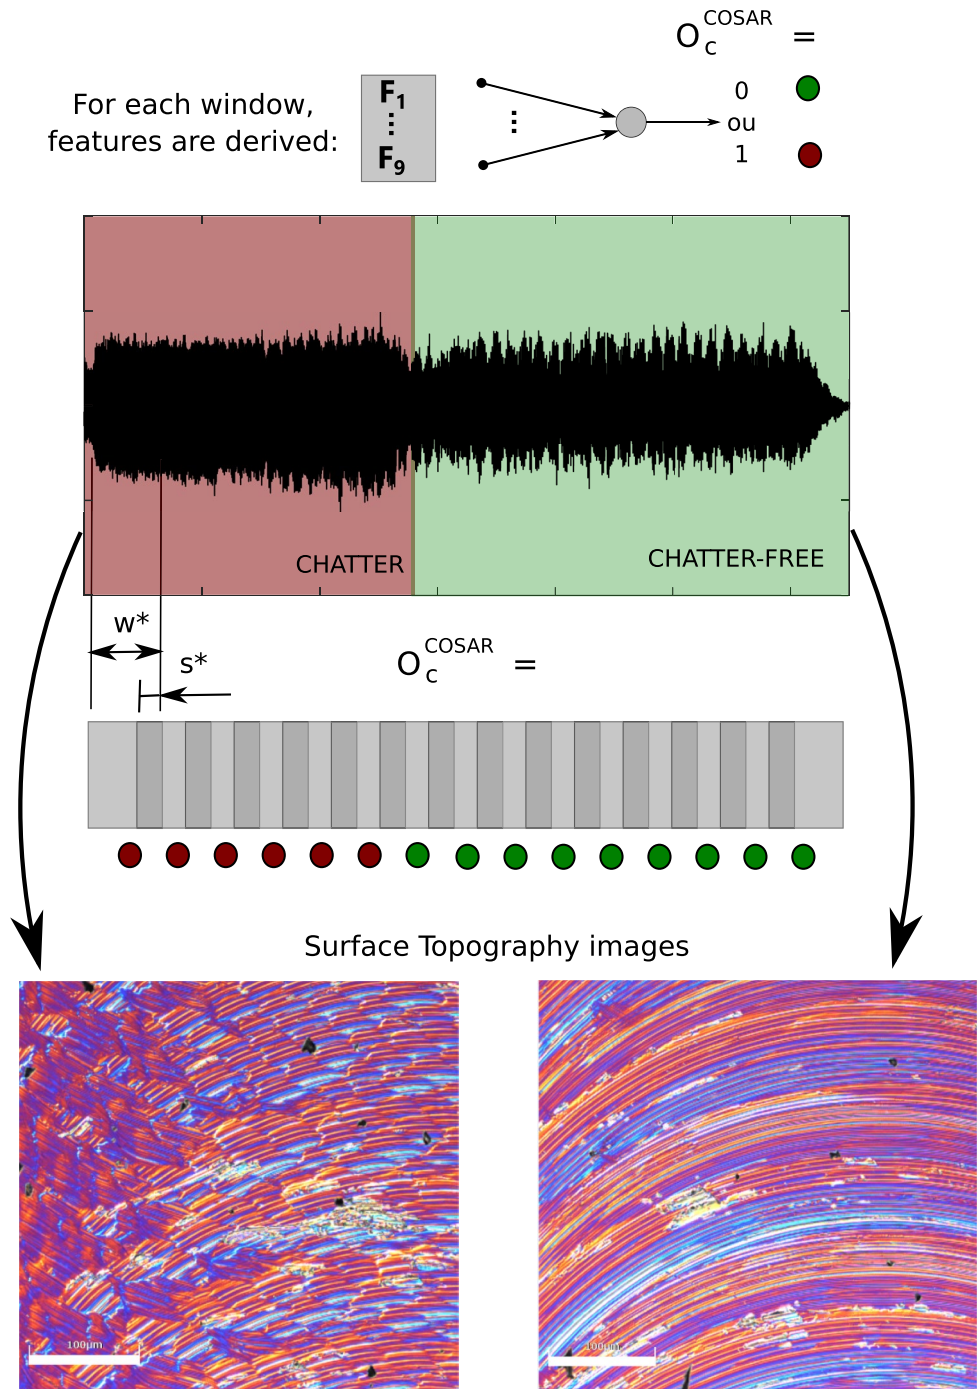 O_c^COSAR =
For each window,
features are derived:
F1
⋮
F9
⋮
0
ou
1
CHATTER
CHATTER-FREE
w*
s*
O_c^COSAR =
Surface Topography images
100µm
100µm